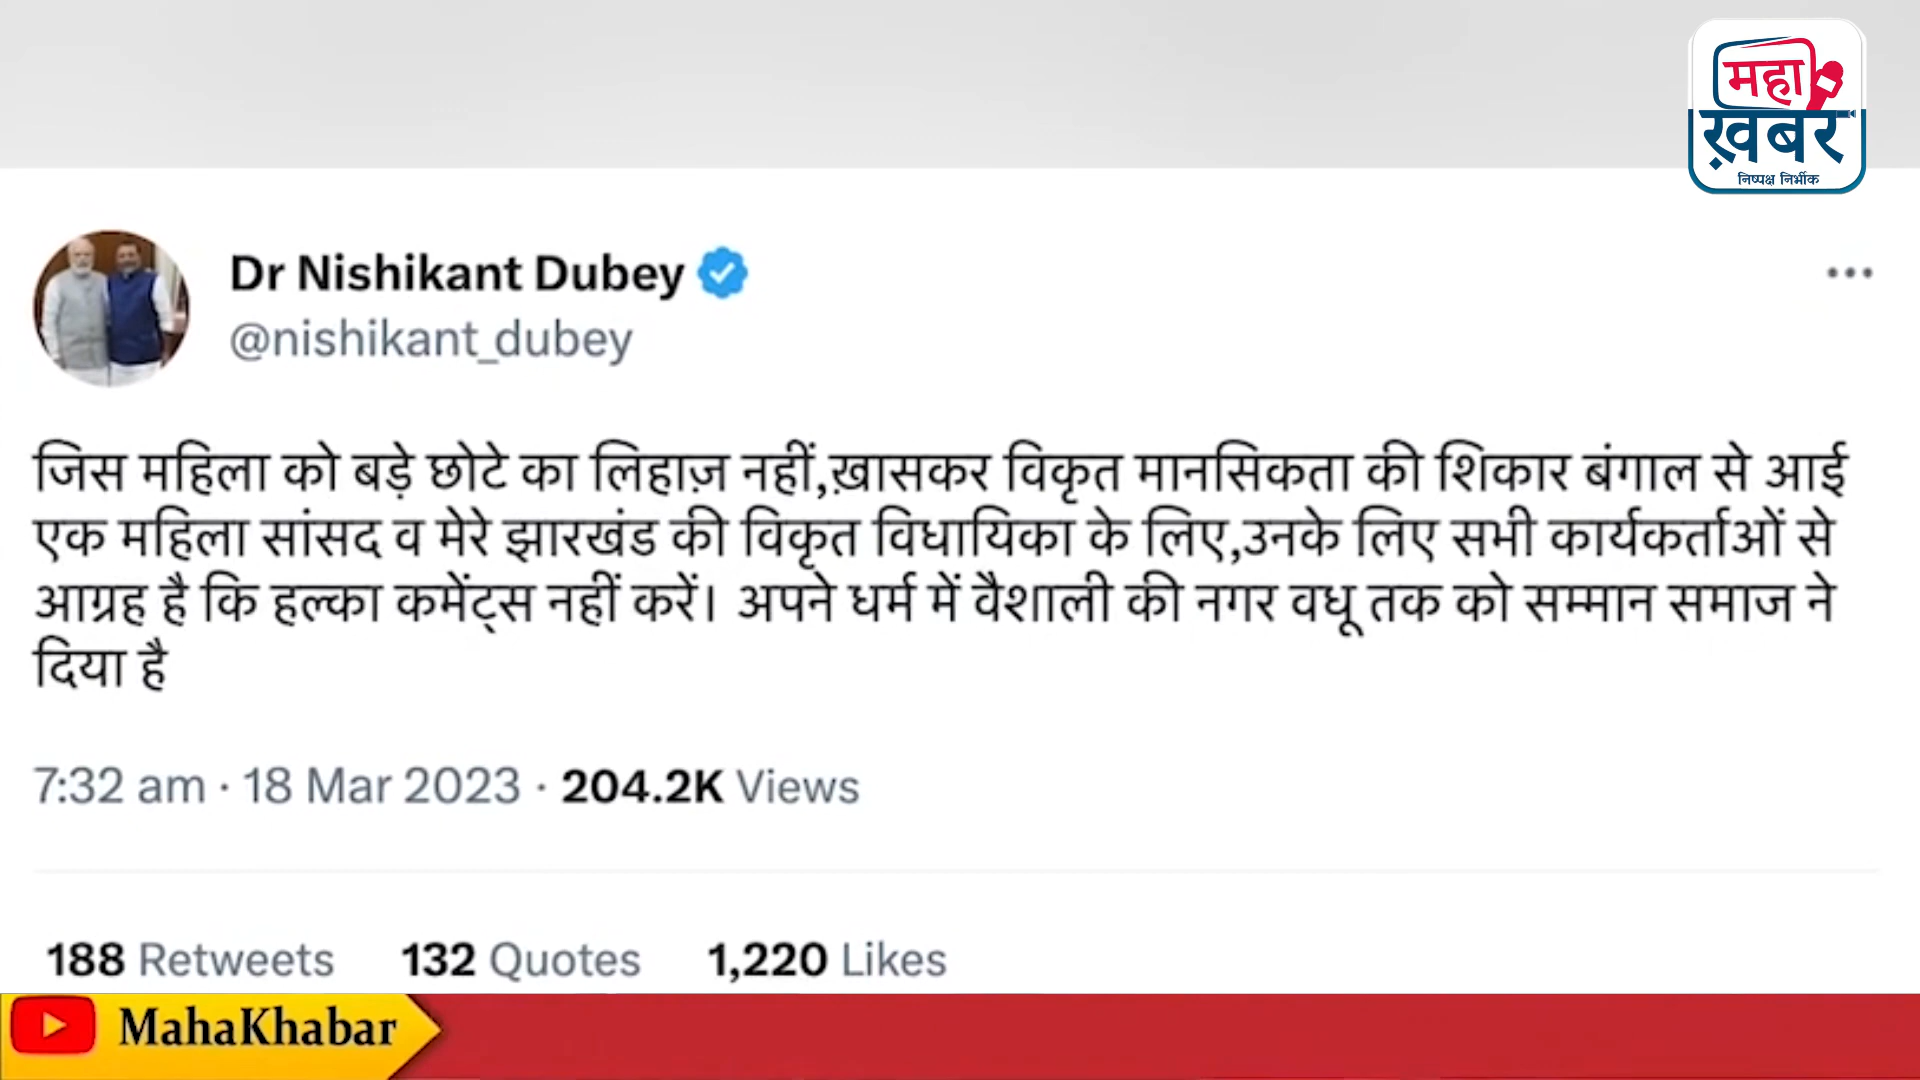 महा
ख़बर
निष्पक्ष निर्भीक
Dr Nishikant Dubey
@nishikant_dubey
जिस महिला को बड़े छोटे का लिहाज़ नहीं,ख़ासकर विकृत मानसिकता की शिकार बंगाल से आई
एक महिला सांसद व मेरे झारखंड की विकृत विधायिका के लिए,उनके लिए सभी कार्यकर्ताओं से
आग्रह है कि हल्का कमेंट्स नहीं करें। अपने धर्म में वैशाली की नगर वधू तक को सम्मान समाज ने
दिया है
7:32 am · 18 Mar 2023 · 204.2K Views
188 Retweets 132 Quotes 1,220 Likes
MahaKhabar